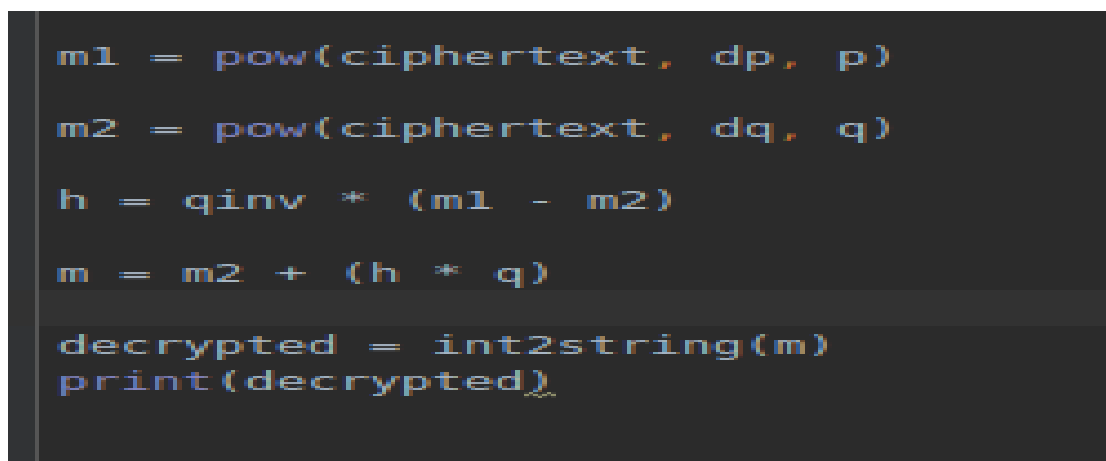 m1 = pow(ciphertext, dp, p)
m2 = pow(ciphertext, dq, q)
h = qinv * (m1 - m2)
m = m2 + (h * q)
decrypted = int2string(m)
print(decrypted)